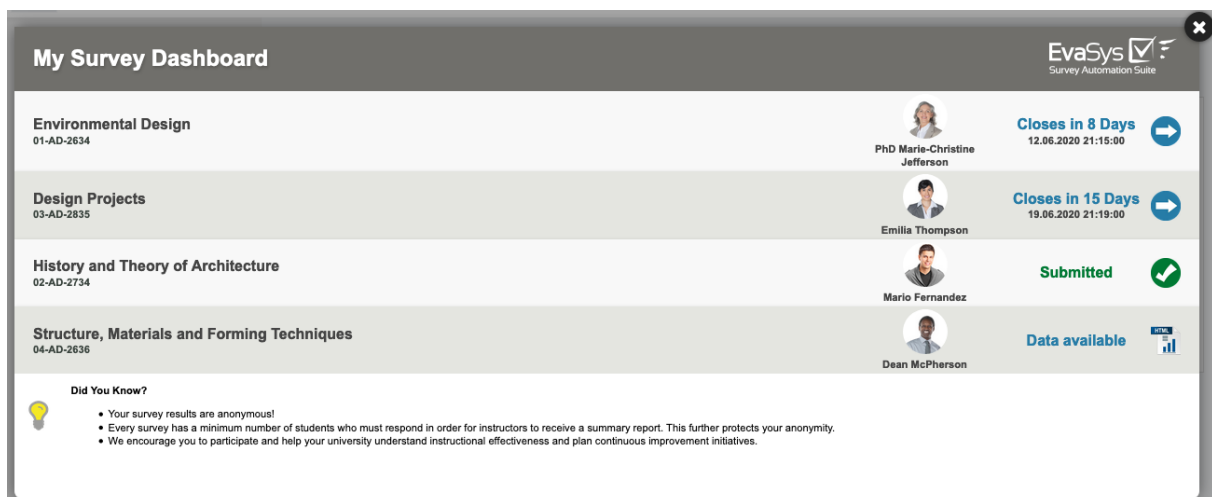 My Survey Dashboard
EvaSys
Survey Automation Suite
Environmental Design
01-AD-2634
PhD Marie-Christine
Jefferson
Closes in 8 Days
12.06.2020 21:15:00
Design Projects
03-AD-2835
Emilia Thompson
Closes in 15 Days
19.06.2020 21:19:00
History and Theory of Architecture
02-AD-2734
Mario Fernandez
Submitted
Structure, Materials and Forming Techniques
04-AD-2636
Dean McPherson
Data available
HTML
Did You Know?
• Your survey results are anonymous!
• Every survey has a minimum number of students who must respond in order for instructors to receive a summary report. This further protects your anonymity.
• We encourage you to participate and help your university understand instructional effectiveness and plan continuous improvement initiatives.